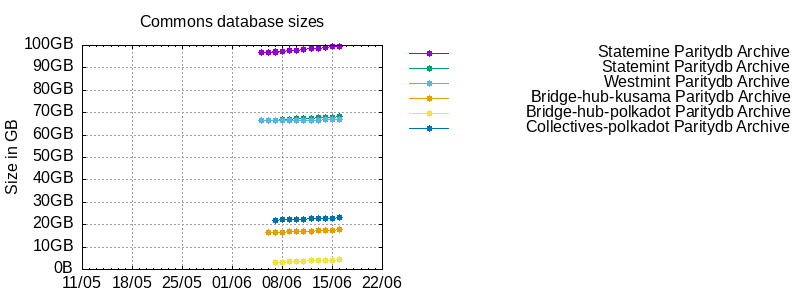 Commons database sizes
Size in GB
100GB
90GB
80GB
70GB
60GB
50GB
40GB
30GB
20GB
10GB
0B
11/05 18/05 25/05 01/06 08/06 15/06 22/06
Statemine Paritydb Archive
Statemint Paritydb Archive
Westmint Paritydb Archive
Bridge-hub-kusama Paritydb Archive
Bridge-hub-polkadot Paritydb Archive
Collectives-polkadot Paritydb Archive